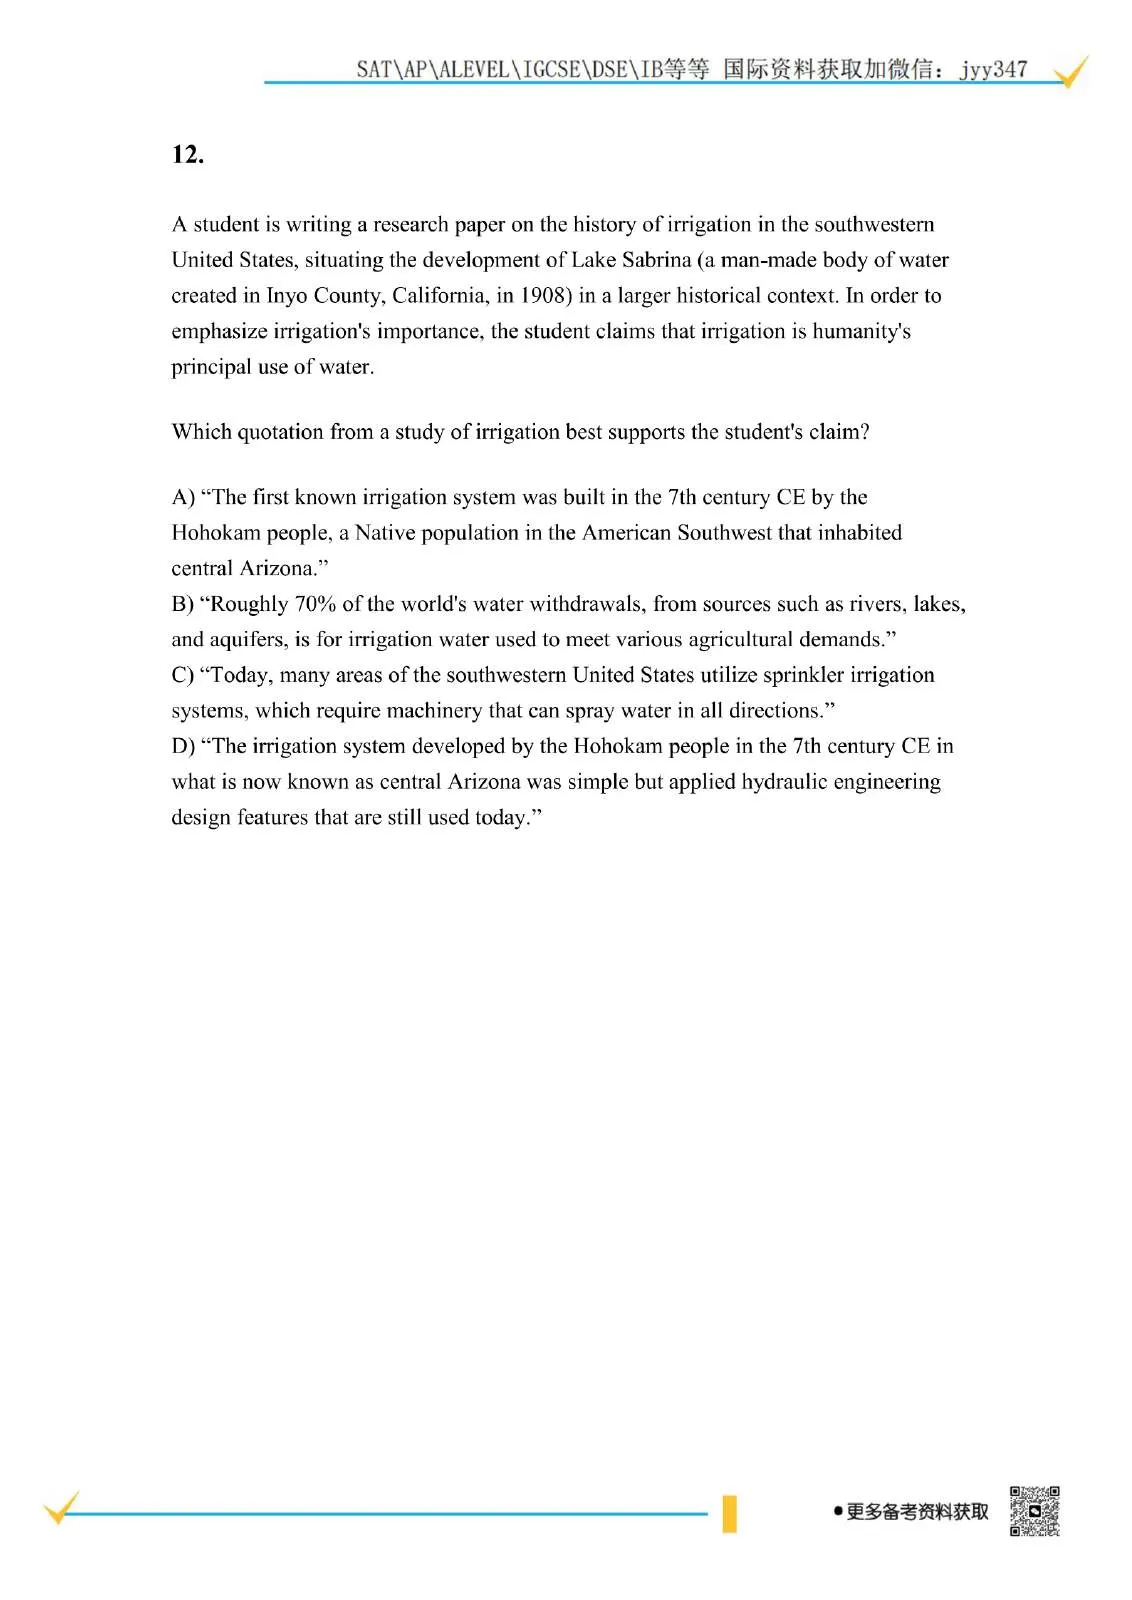 SAT\AP\ALEVEL\IGCSE\DSE\IB等等 国际资料获取加微信：jyy347
12.
A student is writing a research paper on the history of irrigation in the southwestern
United States, situating the development of Lake Sabrina (a man-made body of water
created in Inyo County, California, in 1908) in a larger historical context. In order to
emphasize irrigation's importance, the student claims that irrigation is humanity's
principal use of water.
Which quotation from a study of irrigation best supports the student's claim?
A) “The first known irrigation system was built in the 7th century CE by the
Hohokam people, a Native population in the American Southwest that inhabited
central Arizona.”
B) “Roughly 70% of the world's water withdrawals, from sources such as rivers, lakes,
and aquifers, is for irrigation water used to meet various agricultural demands.”
C) “Today, many areas of the southwestern United States utilize sprinkler irrigation
systems, which require machinery that can spray water in all directions.”
D) “The irrigation system developed by the Hohokam people in the 7th century CE in
what is now known as central Arizona was simple but applied hydraulic engineering
design features that are still used today.”
•更多备考资料获取